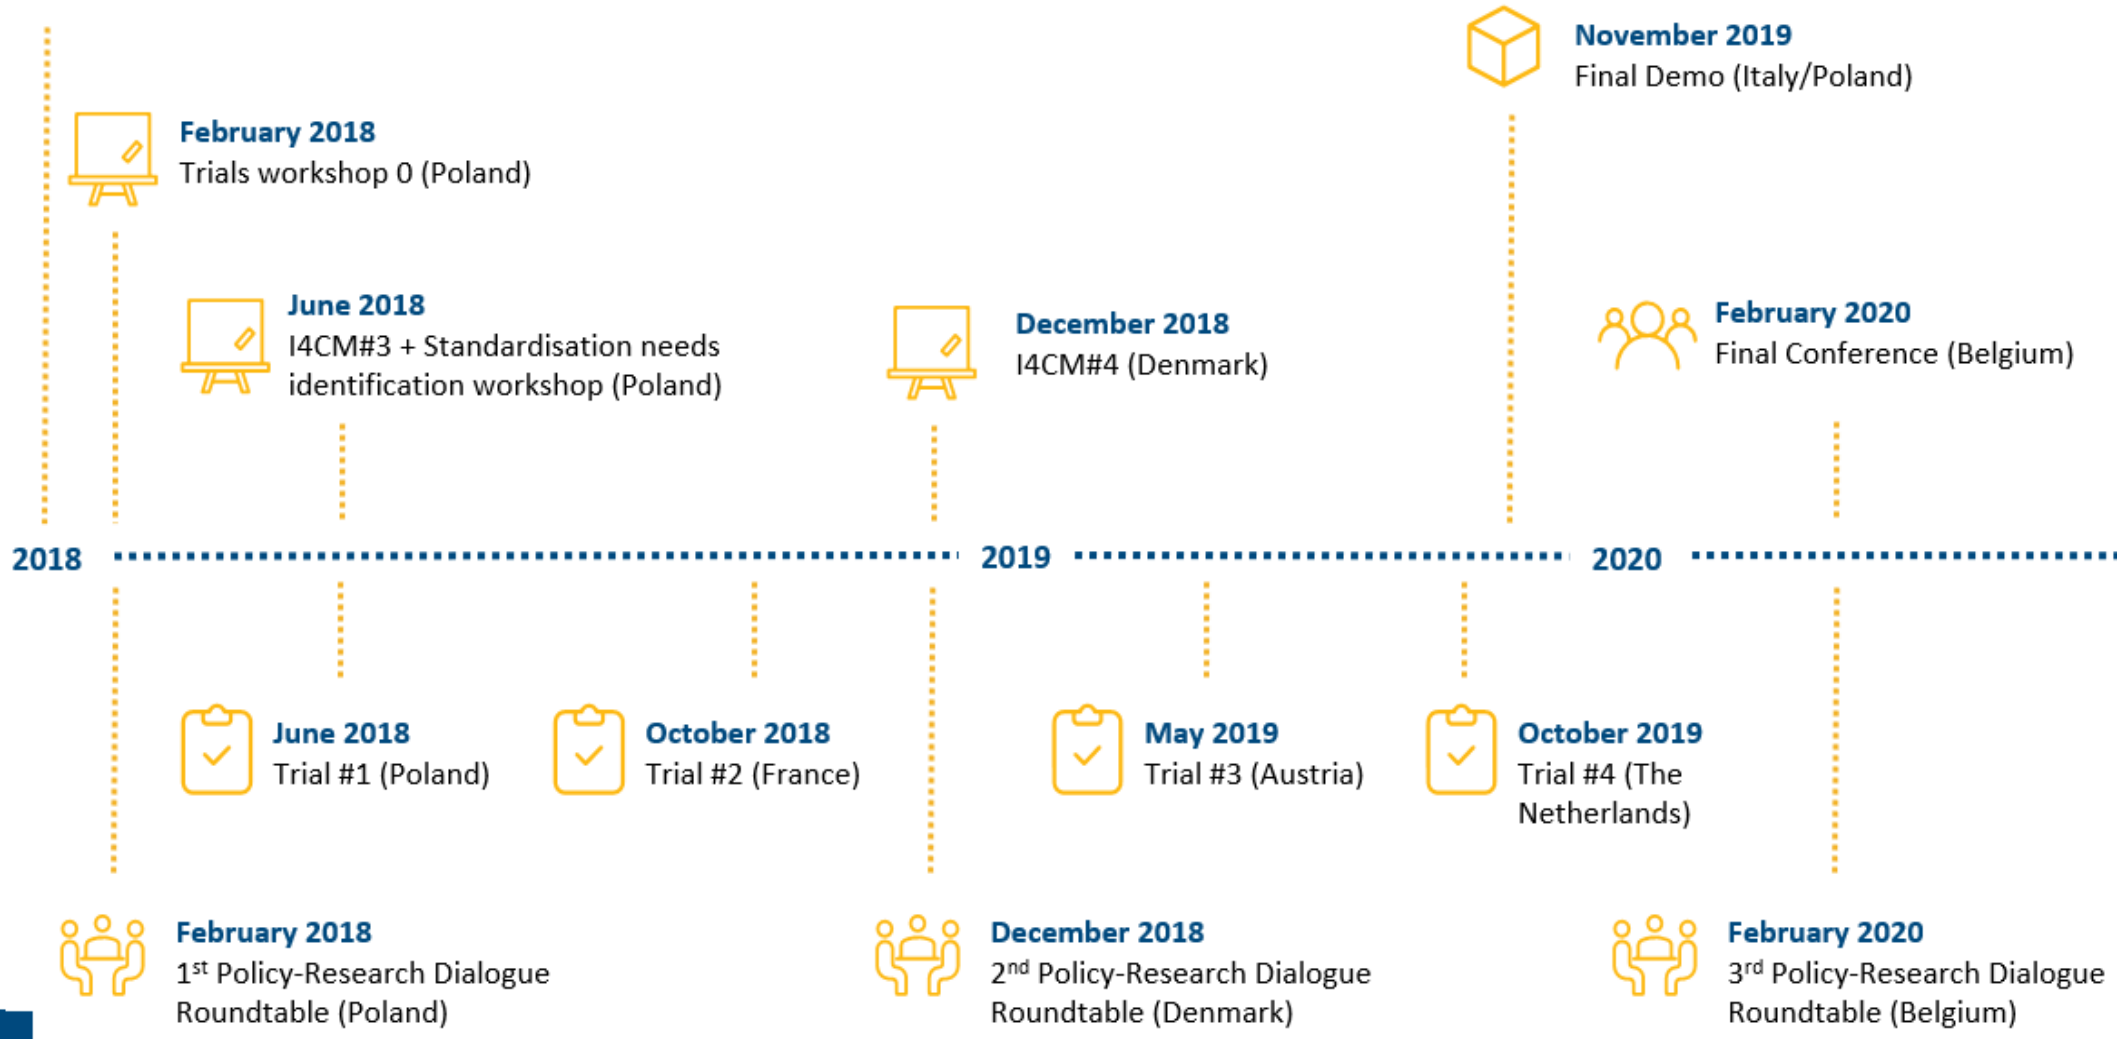 November 2019
Final Demo (Italy/Poland)
February 2018
Trials workshop 0 (Poland)
June 2018
I4CM#3 + Standardisation needs
identification workshop (Poland)
December 2018
I4CM#4 (Denmark)
February 2020
Final Conference (Belgium)
2018
2019
2020
June 2018
Trial #1 (Poland)
October 2018
Trial #2 (France)
May 2019
Trial #3 (Austria)
October 2019
Trial #4 (The
Netherlands)
February 2018
1st Policy-Research Dialogue
Roundtable (Poland)
December 2018
2nd Policy-Research Dialogue
Roundtable (Denmark)
February 2020
3rd Policy-Research Dialogue
Roundtable (Belgium)